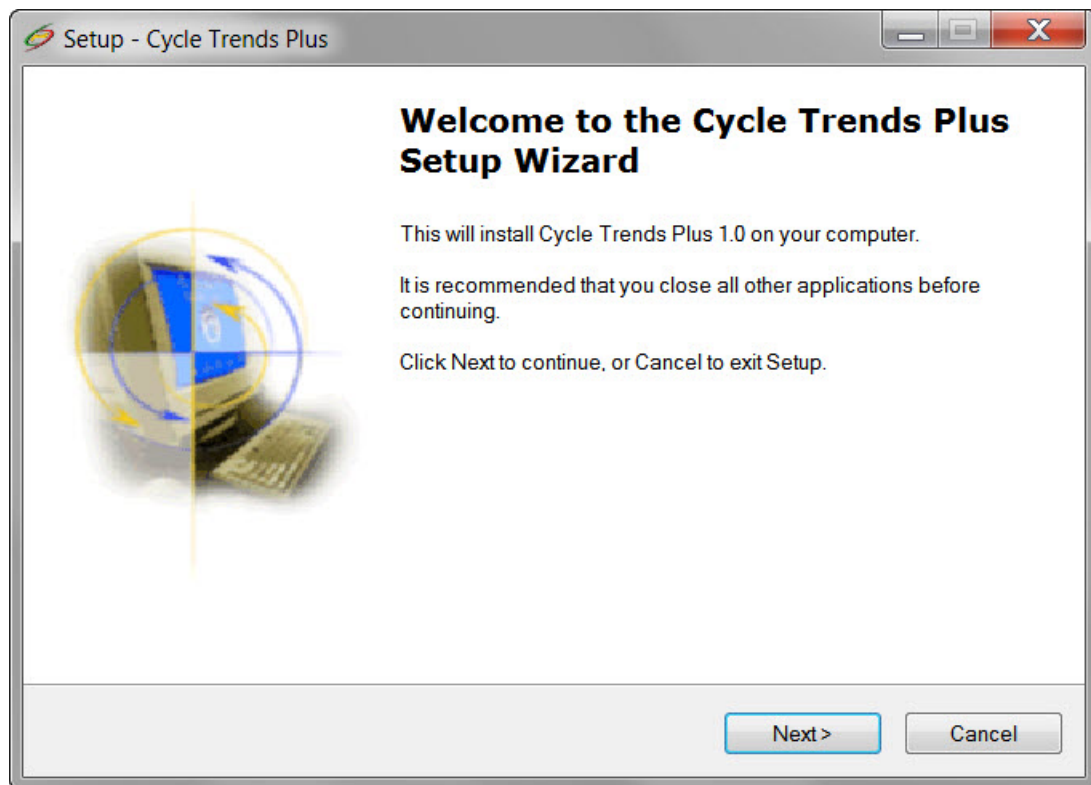 Setup - Cycle Trends Plus
Welcome to the Cycle Trends Plus
Setup Wizard
This will install Cycle Trends Plus 1.0 on your computer.
It is recommended that you close all other applications before
continuing.
Click Next to continue, or Cancel to exit Setup.
Next >
Cancel